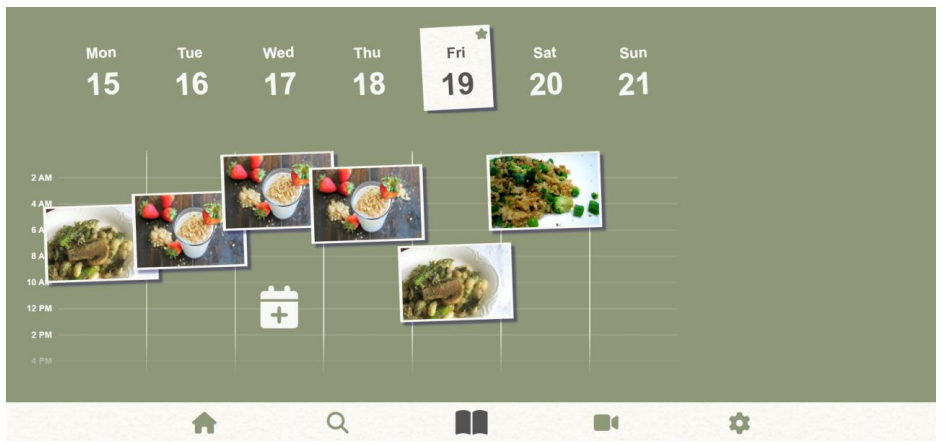 Mon Tue Wed Thu Fri Sat Sun
15 16 17 18 19 20 21
2 AM
4 AM
6 A
8 A
10 AM
12 PM
2 PM
4 PM